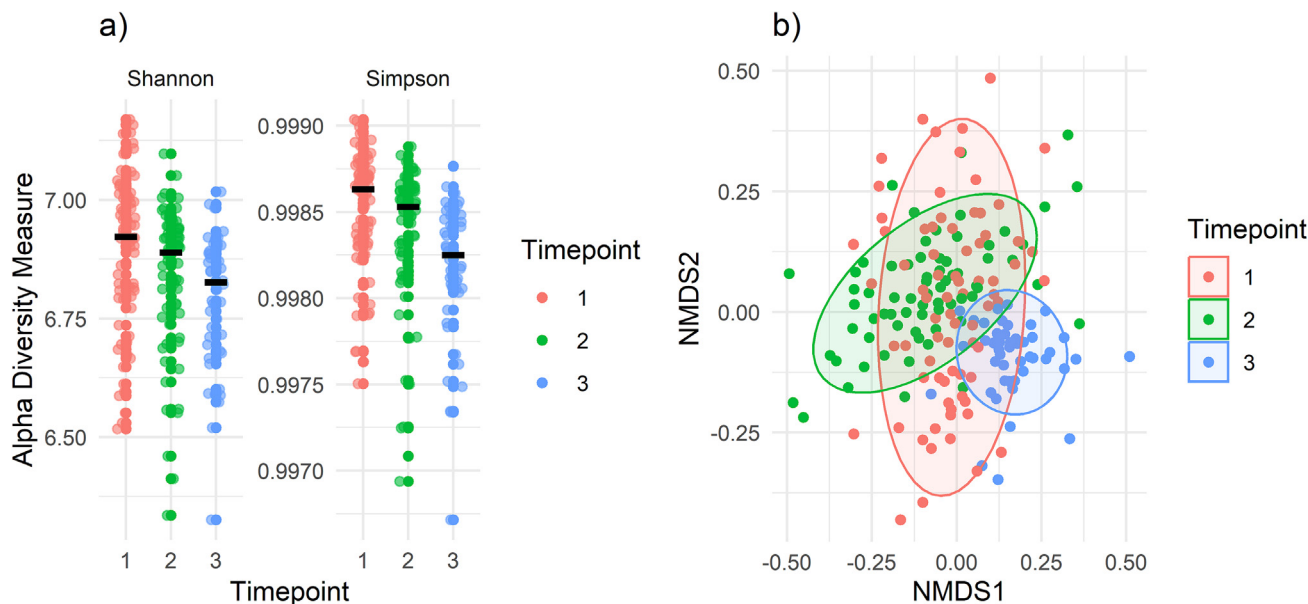 a)
Shannon
Simpson
Alpha Diversity Measure
7.00
6.75
6.50
0.9990
0.9985
0.9980
0.9975
0.9970
1 2 3
1 2 3
Timepoint
Timepoint
1
2
3
b)
NMDS2
0.50
0.25
0.00
-0.25
-0.50 -0.25 0.00 0.25 0.50
NMDS1
Timepoint
1
2
3